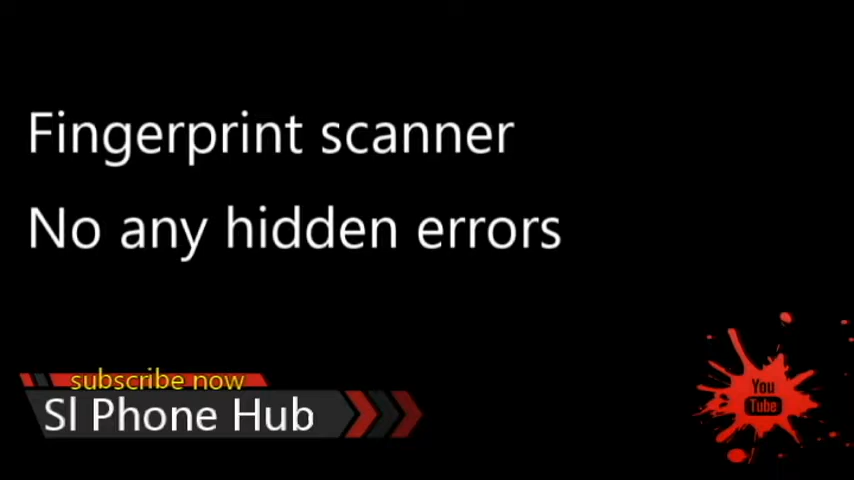 Fingerprint scanner
No any hidden errors
subscribe now
Sl Phone Hub
You
Tube